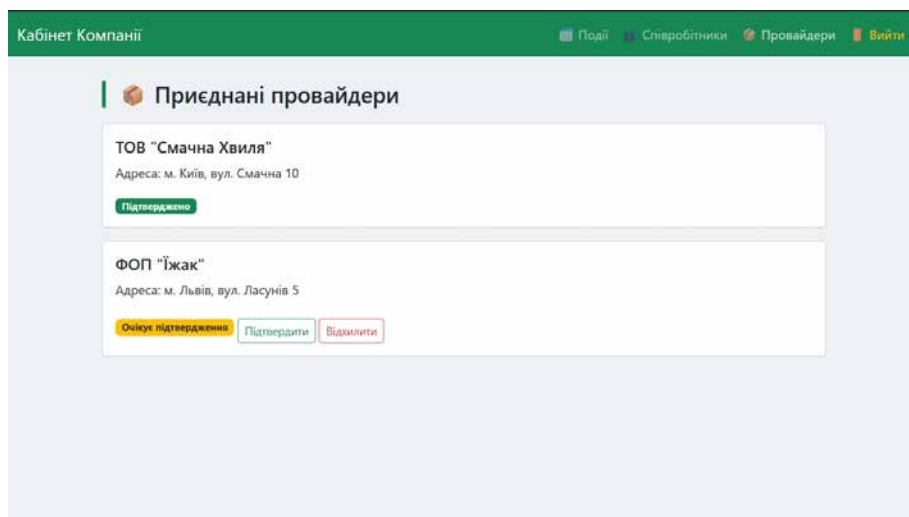 Кабінет Компанії
Події Співробітники Провайдери Вийти
Приєднані провайдери
ТОВ "Смачна Хвиля"
Адреса: м. Київ, вул. Смачна 10
Підтверджено
ФОП "Їжак"
Адреса: м. Львів, вул. Ласунів 5
Очікує підтвердження Підтвердити Відхилити